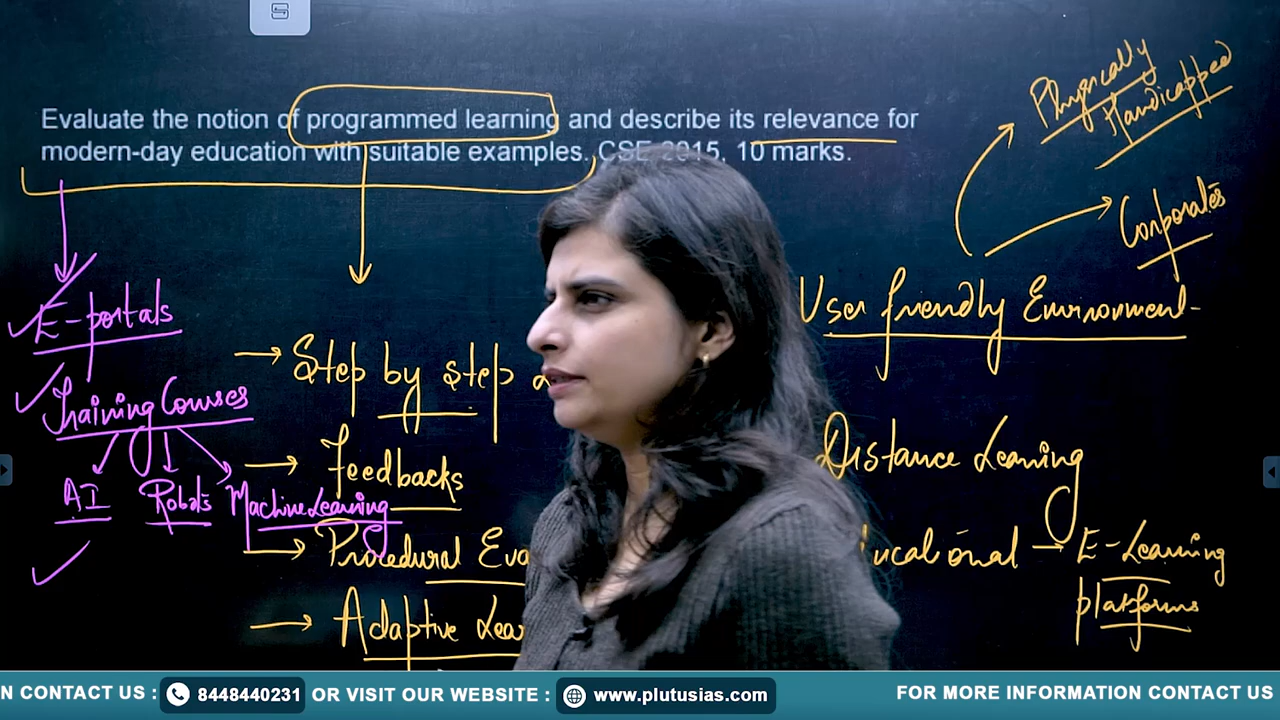 Evaluate the notion of programmed learning and describe its relevance for
modern-day education with suitable examples. CSE 2015, 10 marks.
Physically
Handicapped
Corporates
User friendly Environment-
E-portals
Training Courses
AI Robots Machine Learning
→ Step by step
→ Feedbacks
→ Procedural
→ Adaptive
Distance Learning
→ E-Learning
platforms
N CONTACT US : 8448440231 OR VISIT OUR WEBSITE : www.plutusias.com FOR MORE INFORMATION CONTACT US